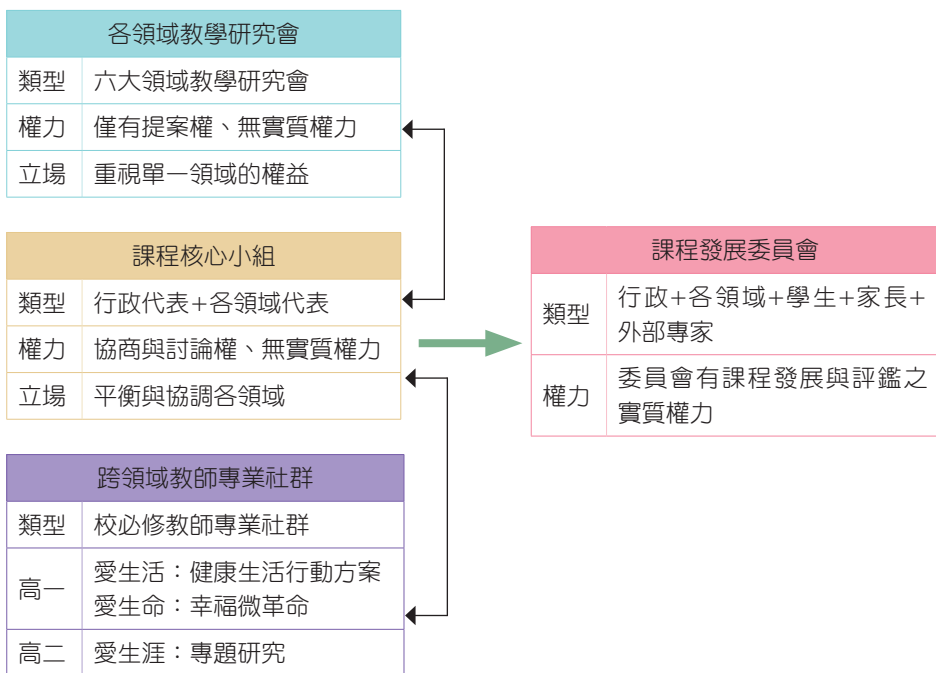 各領域教學研究會
類型 六大領域教學研究會
權力 僅有提案權、無實質權力
立場 重視單一領域的權益
課程核心小組
類型 行政代表+各領域代表
權力 協商與討論權、無實質權力
立場 平衡與協調各領域
跨領域教師專業社群
類型 校必修教師專業社群
高一 愛生活：健康生活行動方案
愛生命：幸福微革命
高二 愛生涯：專題研究
課程發展委員會
類型 行政+各領域+學生+家長+
外部專家
權力 委員會有課程發展與評鑑之
實質權力